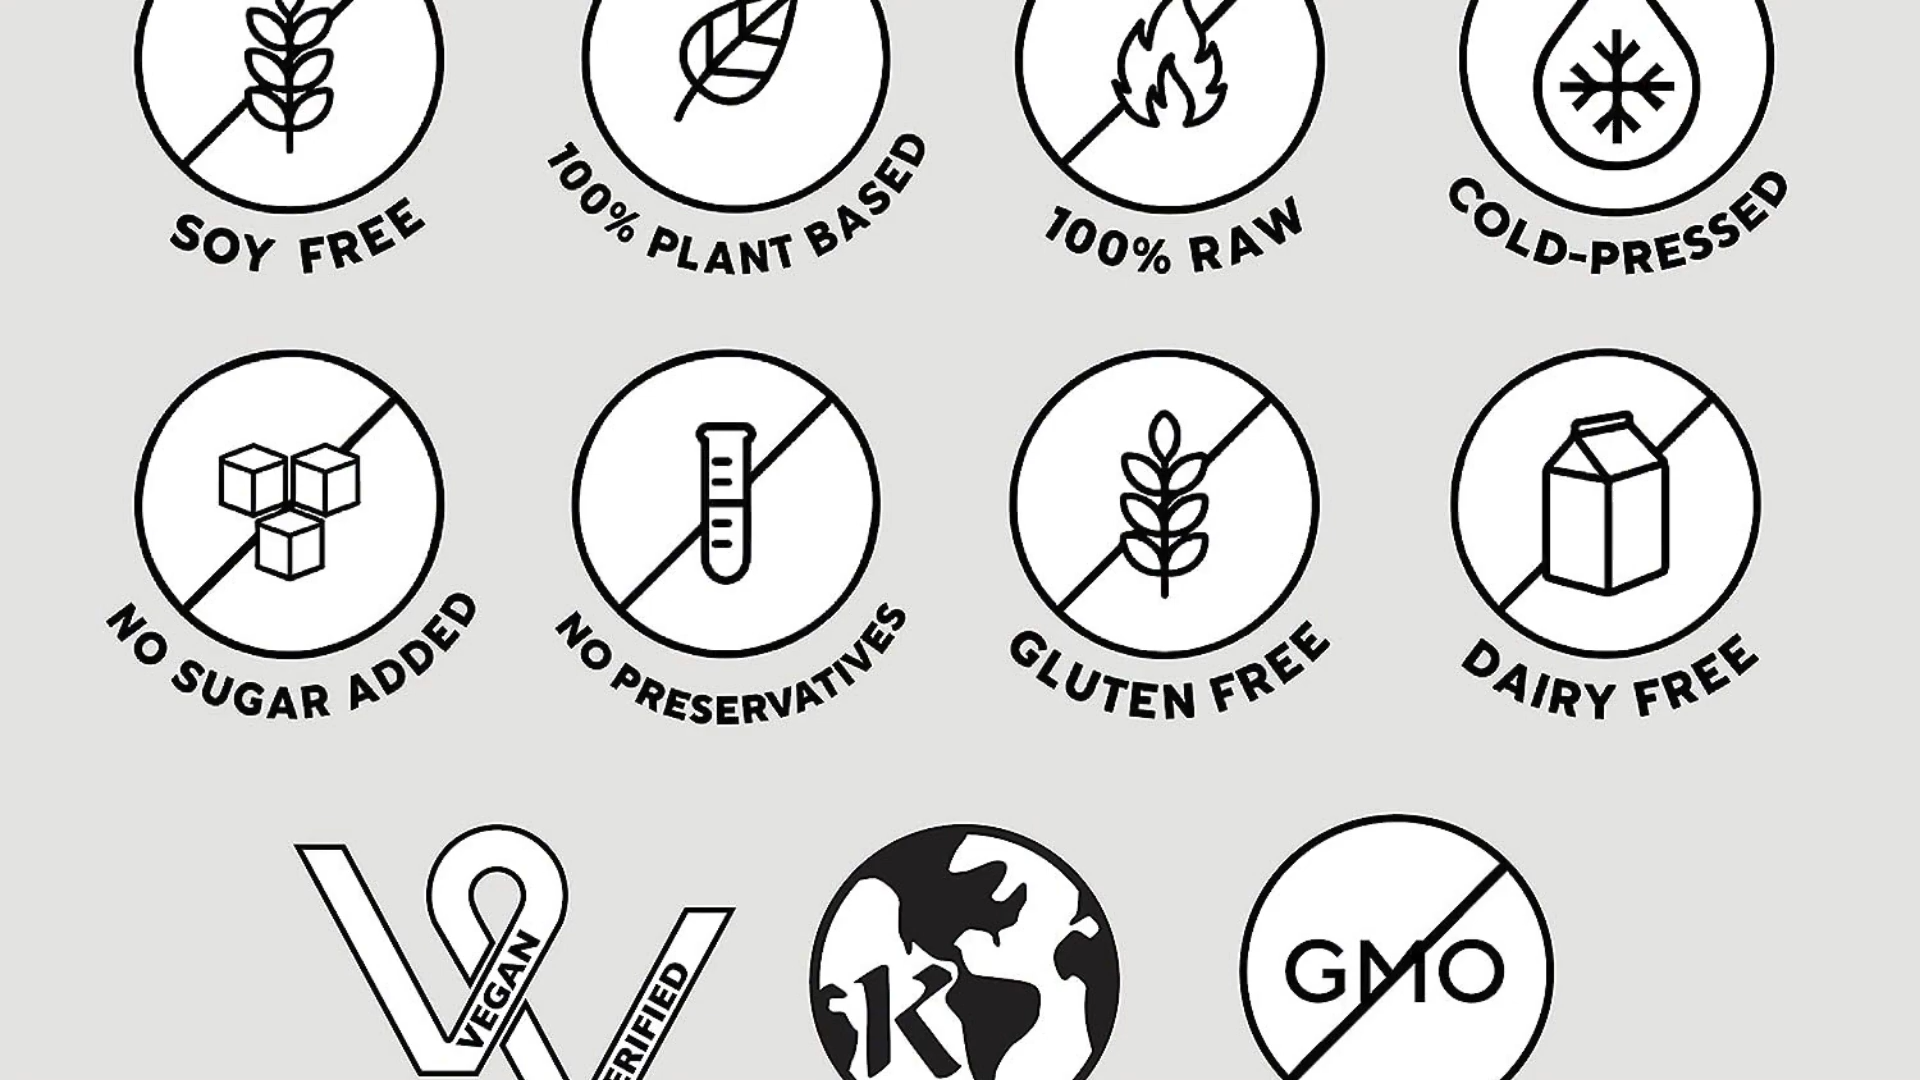 SOY FREE
100% PLANT BASED
100% RAW
COLD-PRESSED
NO SUGAR ADDED
NO PRESERVATIVES
GLUTEN FREE
DAIRY FREE
VEGAN
ERIFIED
K
GMO